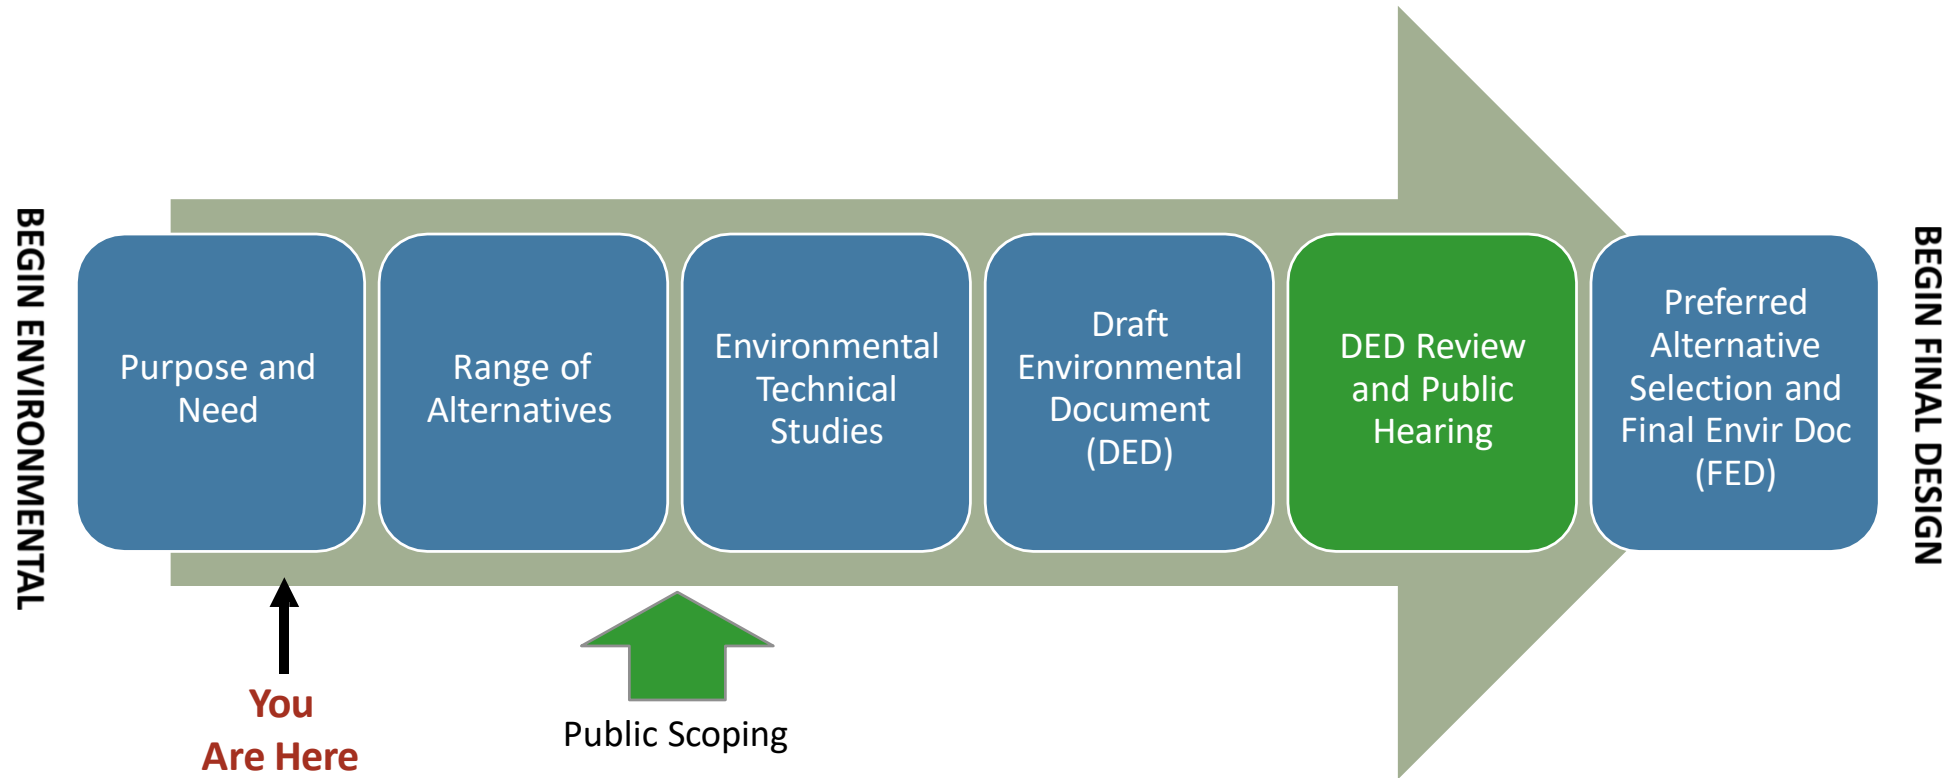 BEGIN ENVIRONMENTAL
Purpose and
Need
Range of
Alternatives
Environmental
Technical
Studies
Draft
Environmental
Document
(DED)
DED Review
and Public
Hearing
Preferred
Alternative
Selection and
Final Envir Doc
(FED)
BEGIN FINAL DESIGN
You
Are Here
Public Scoping